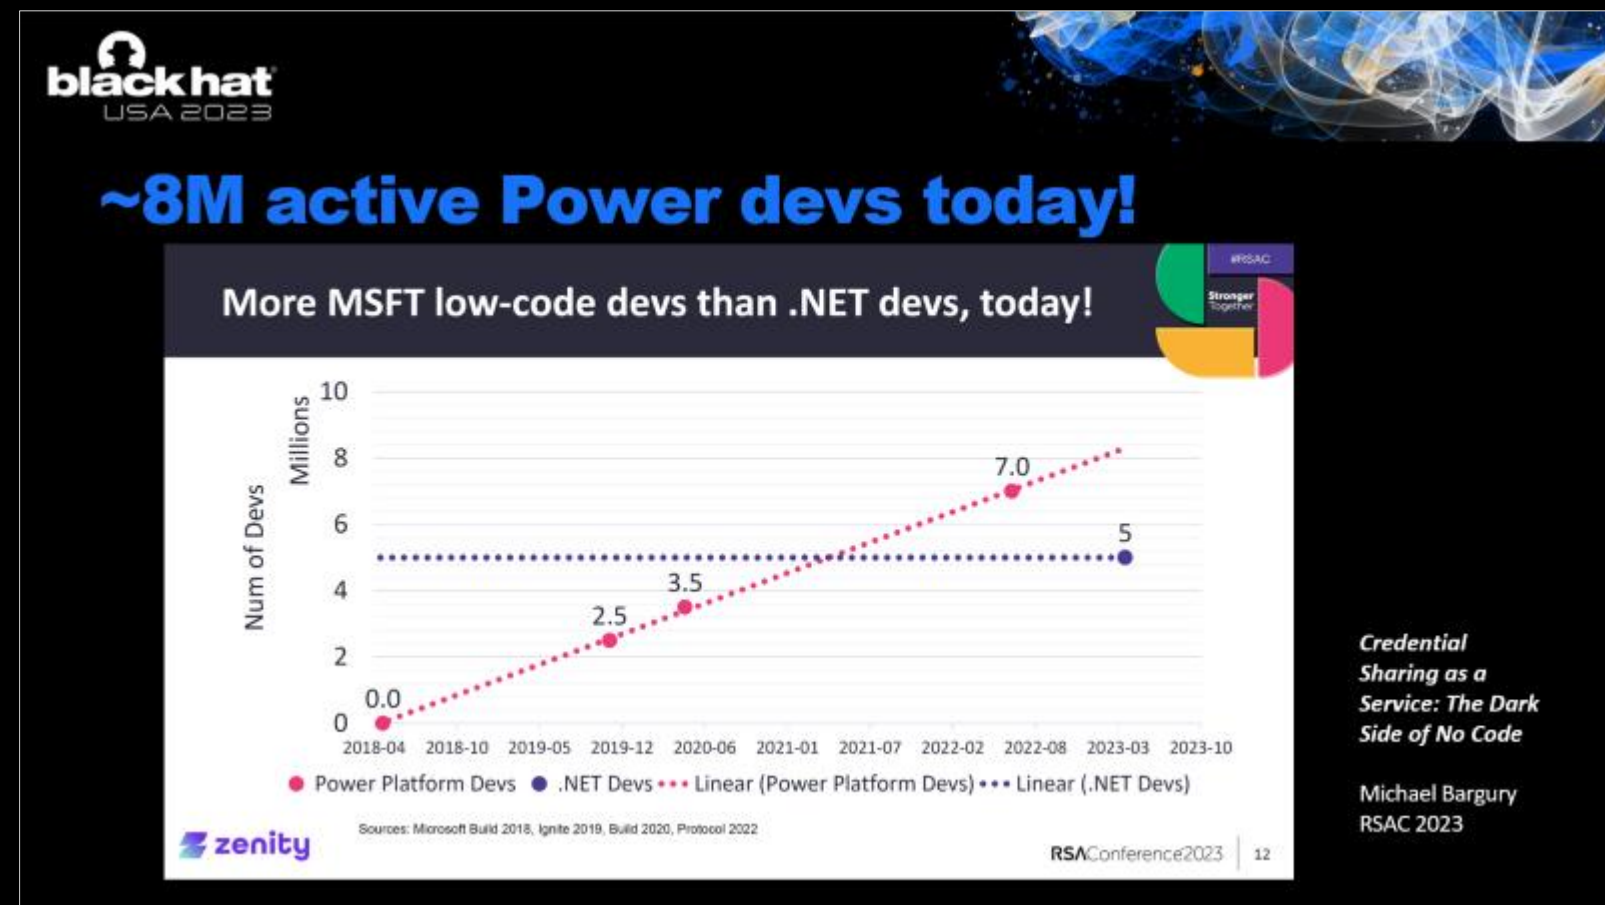 black hat
USA 2023
~8M active Power devs today!
#RSAC
More MSFT low-code devs than .NET devs, today!
Stronger
Together
Num of Devs
Millions
10
8
6
4
2
0
0.0
2.5
3.5
7.0
5
2018-04 2018-10 2019-05 2019-12 2020-06 2021-01 2021-07 2022-02 2022-08 2023-03 2023-10
Power Platform Devs .NET Devs Linear (Power Platform Devs) Linear (.NET Devs)
Sources: Microsoft Build 2018, Ignite 2019, Build 2020, Protocol 2022
zenity
RSAConference2023 12
Credential
Sharing as a
Service: The Dark
Side of No Code
Michael Bargury
RSAC 2023